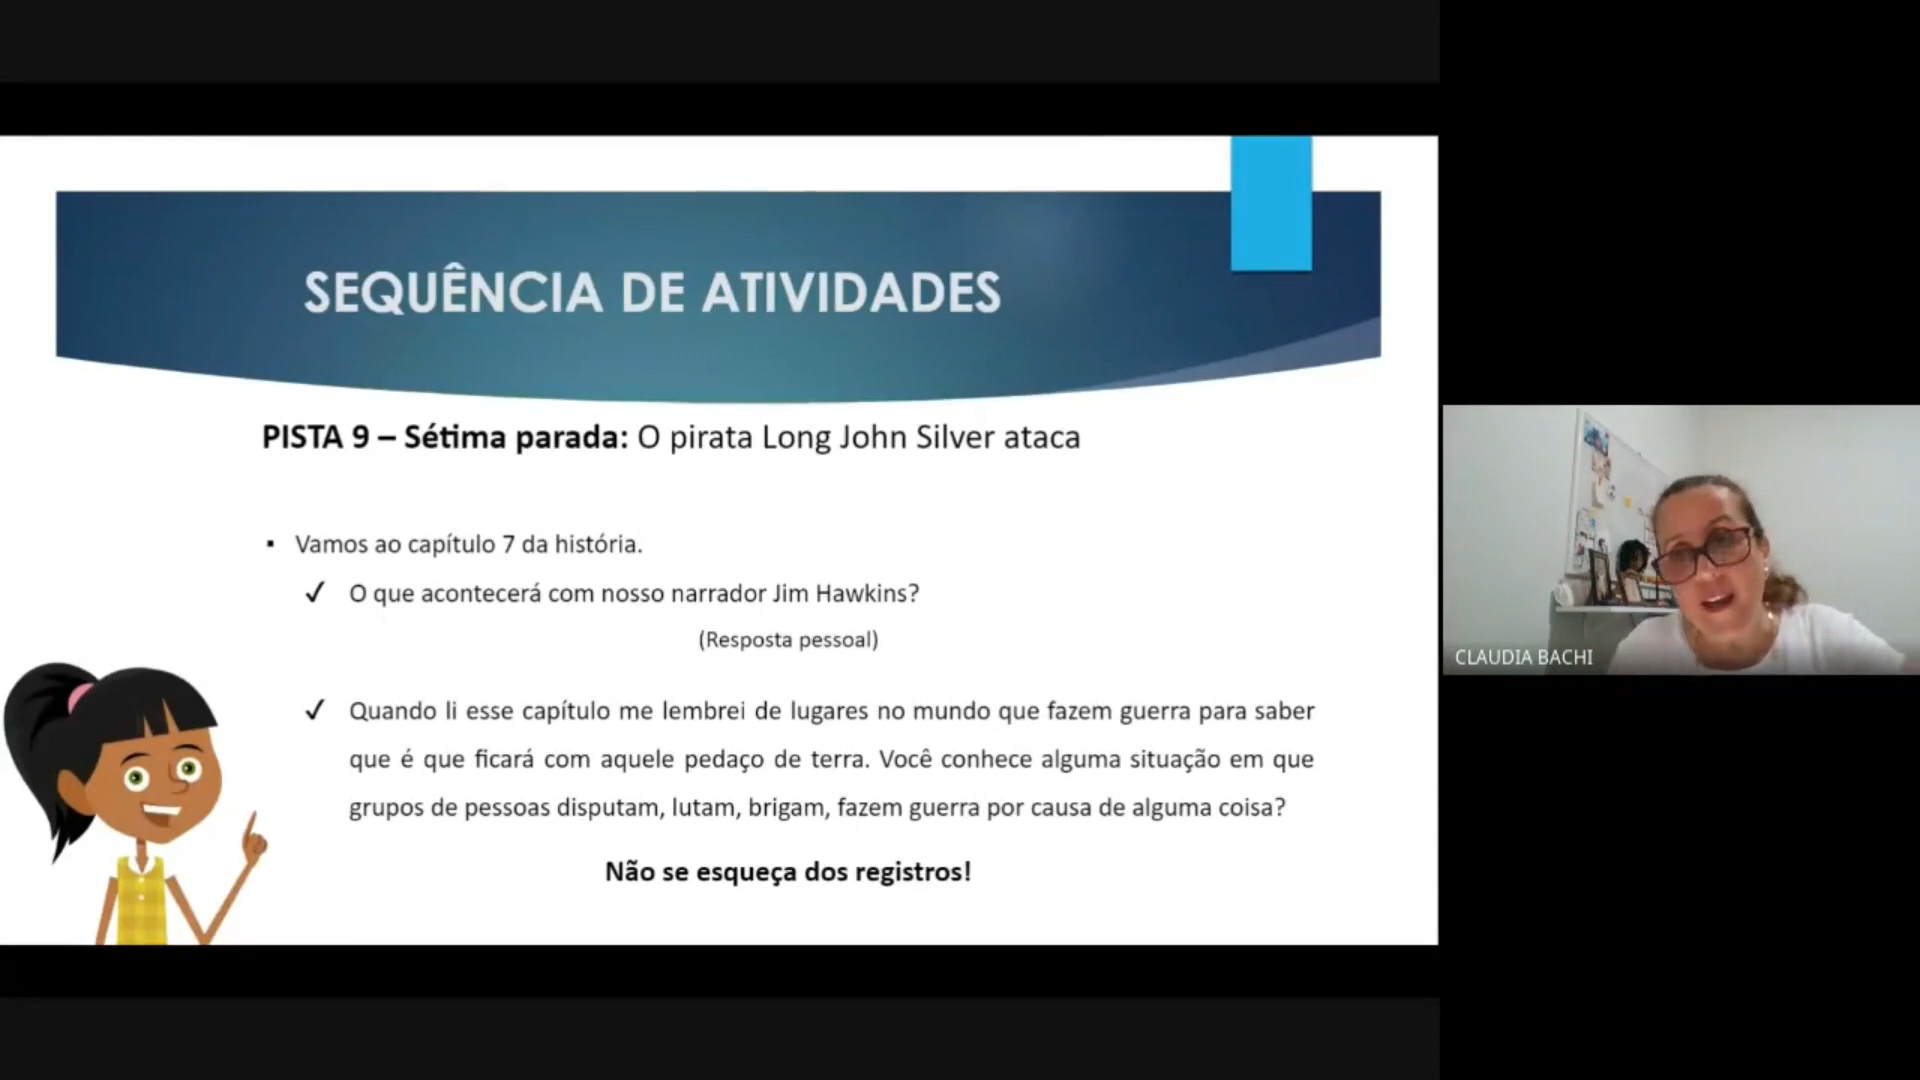 SEQUÊNCIA DE ATIVIDADES
PISTA 9 – Sétima parada: O pirata Long John Silver ataca
▪ Vamos ao capítulo 7 da história.
✓ O que acontecerá com nosso narrador Jim Hawkins?
(Resposta pessoal)
✓ Quando li esse capítulo me lembrei de lugares no mundo que fazem guerra para saber
que é que ficará com aquele pedaço de terra. Você conhece alguma situação em que
grupos de pessoas disputam, lutam, brigam, fazem guerra por causa de alguma coisa?
Não se esqueça dos registros!
CLAUDIA BACHI